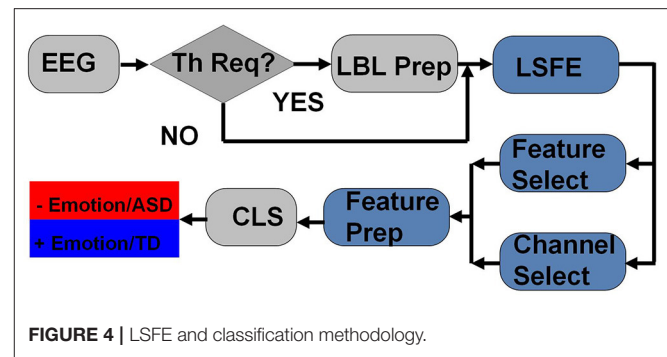 EEG
Th Req?
LBL Prep
LSFE
YES
NO
Feature
Select
Channel
Select
Feature
Prep
CLS
- Emotion/ASD
+ Emotion/TD
FIGURE 4 | LSFE and classification methodology.